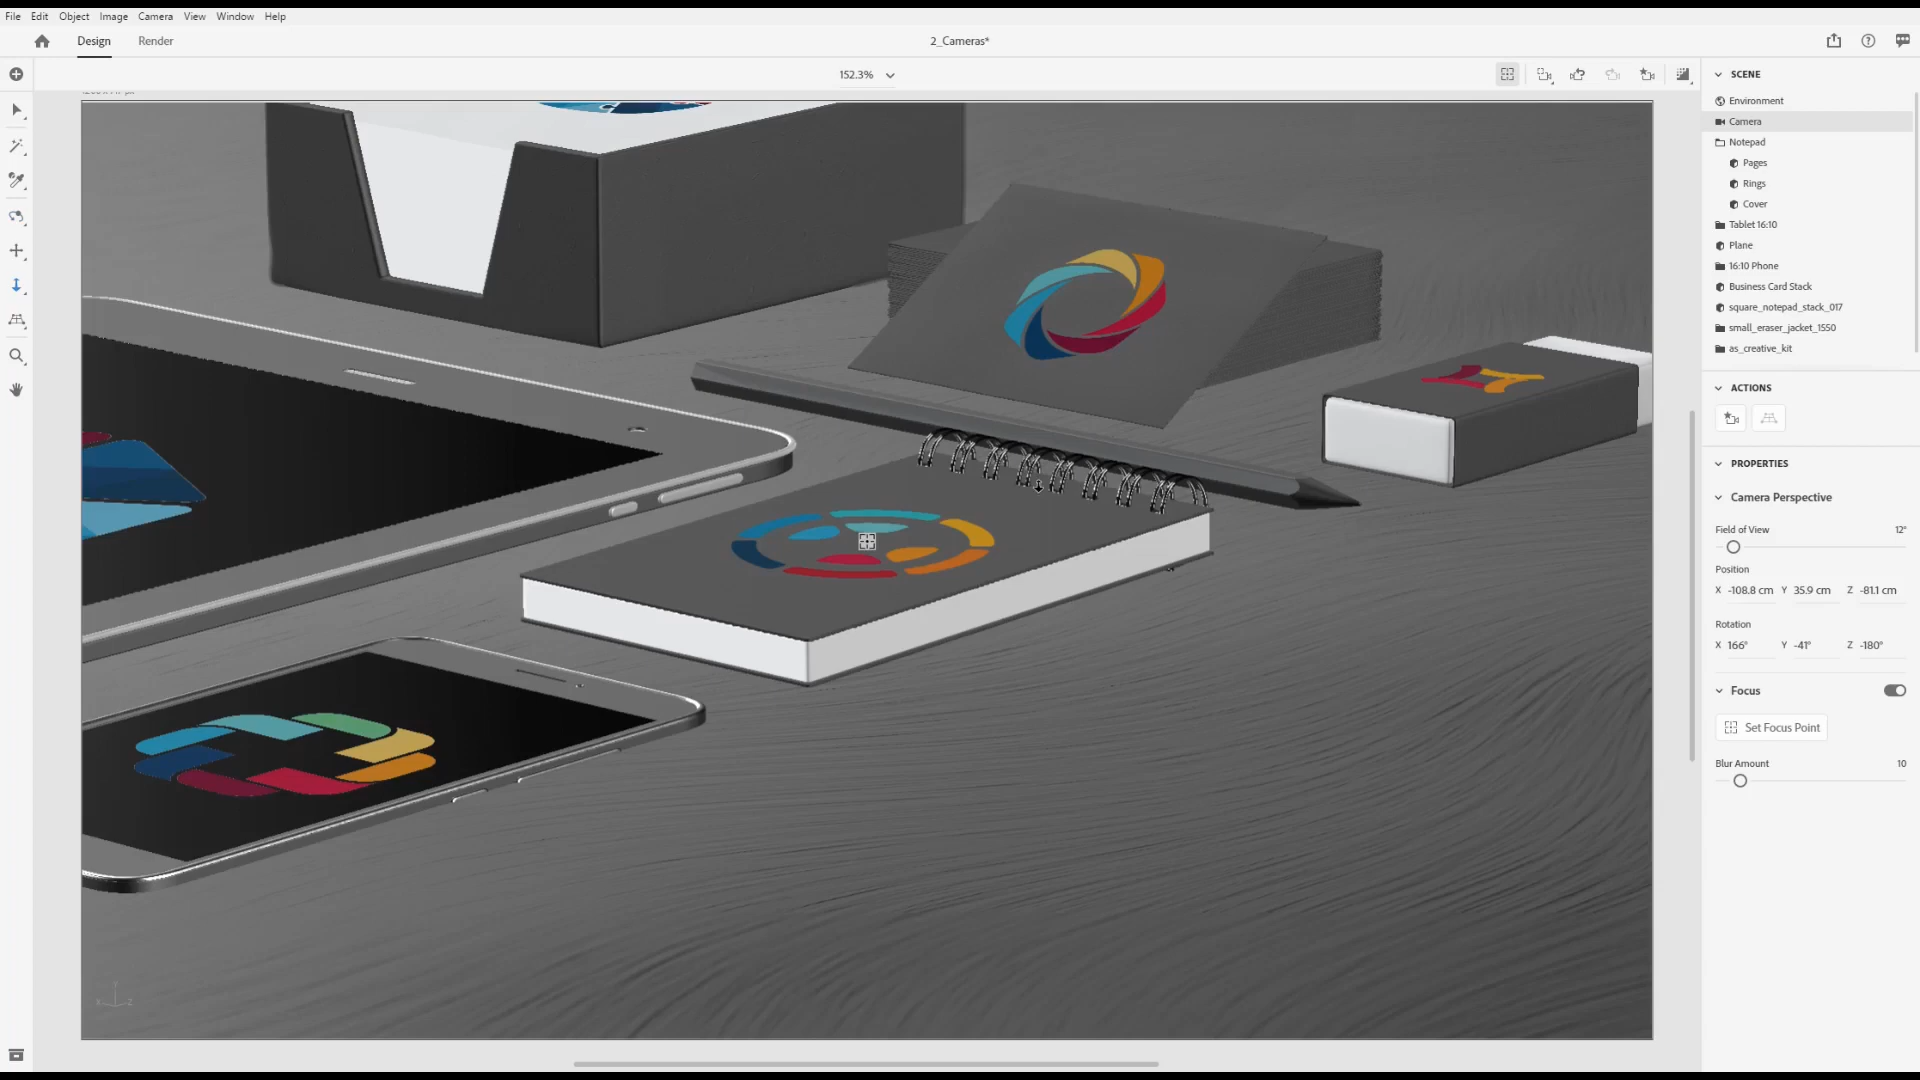 File Edit Object Image Camera View Window Help
Design Render 2_Cameras*
152.3%
SCENE
Environment
Camera
Notepad
Pages
Rings
Cover
Tablet 16:10
Plane
16:10 Phone
Business Card Stack
square_notepad_stack_017
small_eraser_jacket_1550
as_creative_kit
ACTIONS
PROPERTIES
Camera Perspective
Field of View 12°
Position
X -108.8 cm Y 35.9 cm Z -81.1 cm
Rotation
X 166° Y -41° Z -180°
Focus
Set Focus Point
Blur Amount 10